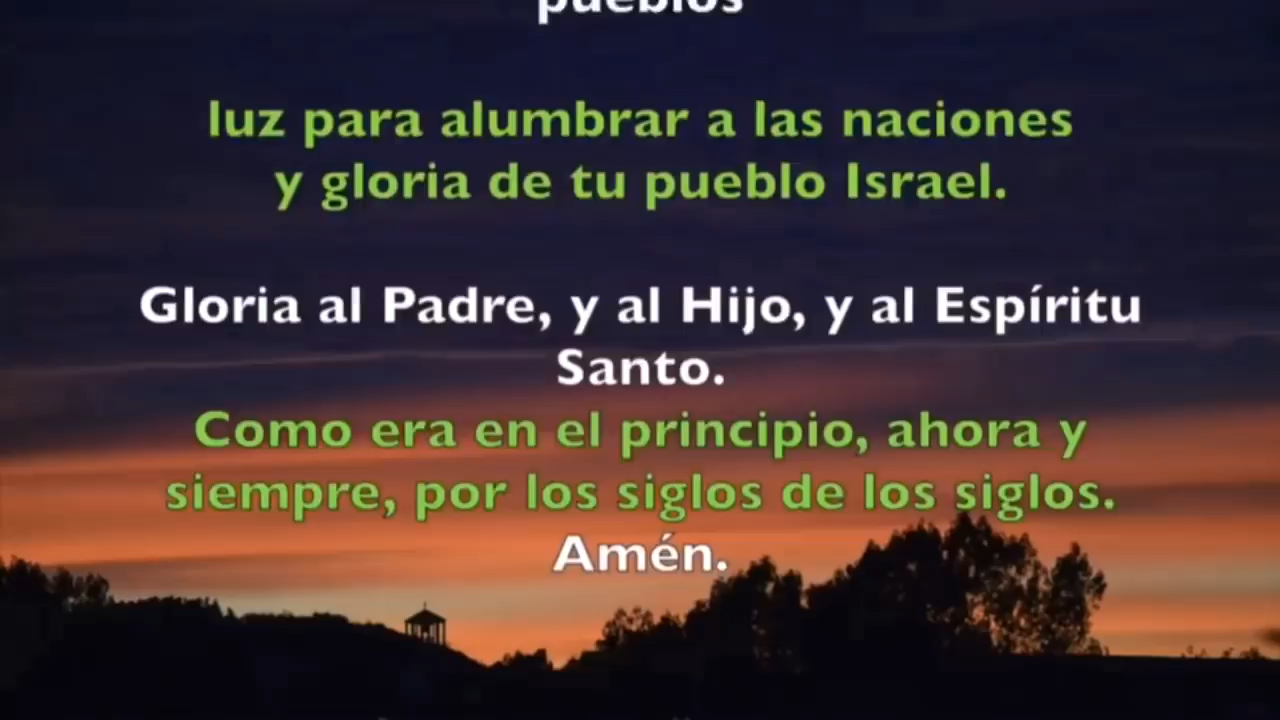 pueblos
luz para alumbrar a las naciones
y gloria de tu pueblo Israel.
Gloria al Padre, y al Hijo, y al Espíritu
Santo.
Como era en el principio, ahora y
siempre, por los siglos de los siglos.
Amén.